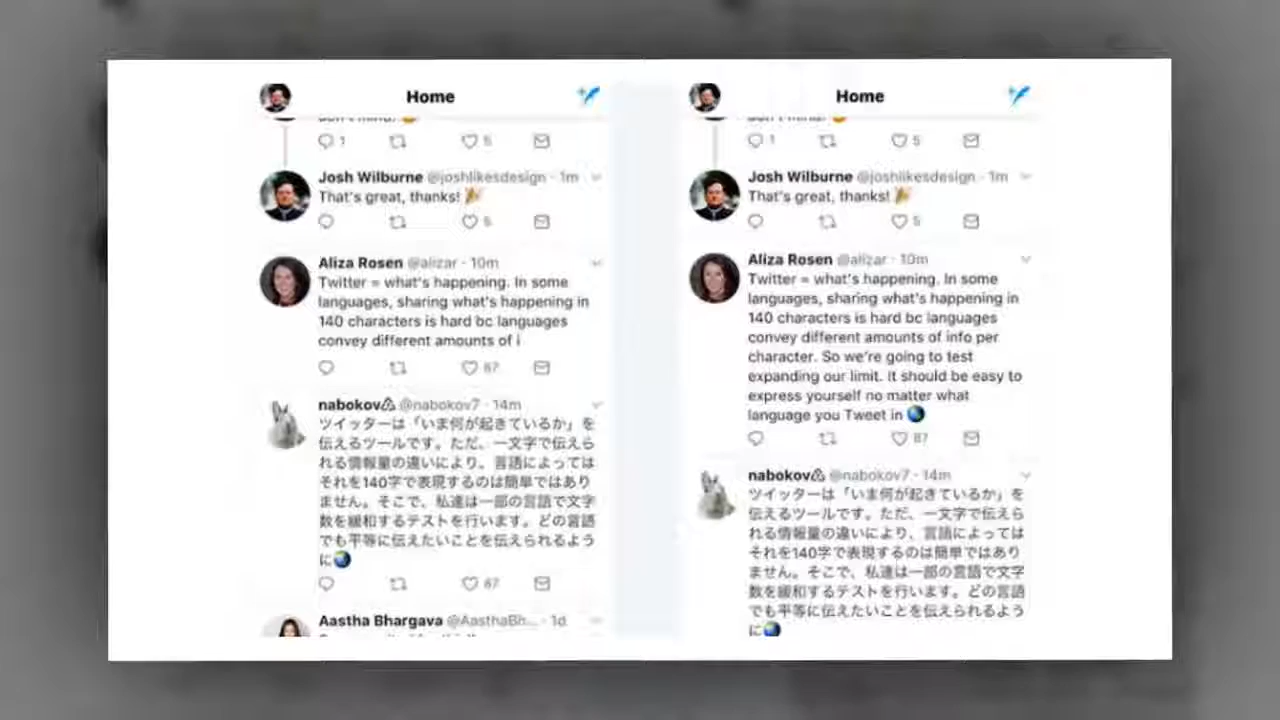 Home
1 5
Josh Wilburne @joshlikesdesign · 1m
That's great, thanks! 🎉
5
Aliza Rosen @alizar · 10m
Twitter = what's happening. In some
languages, sharing what's happening in
140 characters is hard bc languages
convey different amounts of i
87
nabokov @nabokov7 · 14m
ツイッターは「いま何が起きているか」を
伝えるツールです。ただ、一文字で伝えら
れる情報量の違いにより、言語によっては
それを140字で表現するのは簡単ではあり
ません。そこで、私達は一部の言語で文字
数を緩和するテストを行います。どの言語
でも平等に伝えたいことを伝えられるよう
に🌏
87
Aastha Bhargava @AasthaBh... · 1d
Home
1 5
Josh Wilburne @joshlikesdesign · 1m
That's great, thanks! 🎉
5
Aliza Rosen @alizar · 10m
Twitter = what's happening. In some
languages, sharing what's happening in
140 characters is hard bc languages
convey different amounts of info per
character. So we're going to test
expanding our limit. It should be easy to
express yourself no matter what
language you Tweet in 🌏
87
nabokov @nabokov7 · 14m
ツイッターは「いま何が起きているか」を
伝えるツールです。ただ、一文字で伝えら
れる情報量の違いにより、言語によっては
それを140字で表現するのは簡単ではあり
ません。そこで、私達は一部の言語で文字
数を緩和するテストを行います。どの言語
でも平等に伝えたいことを伝えられるよう
に🌏